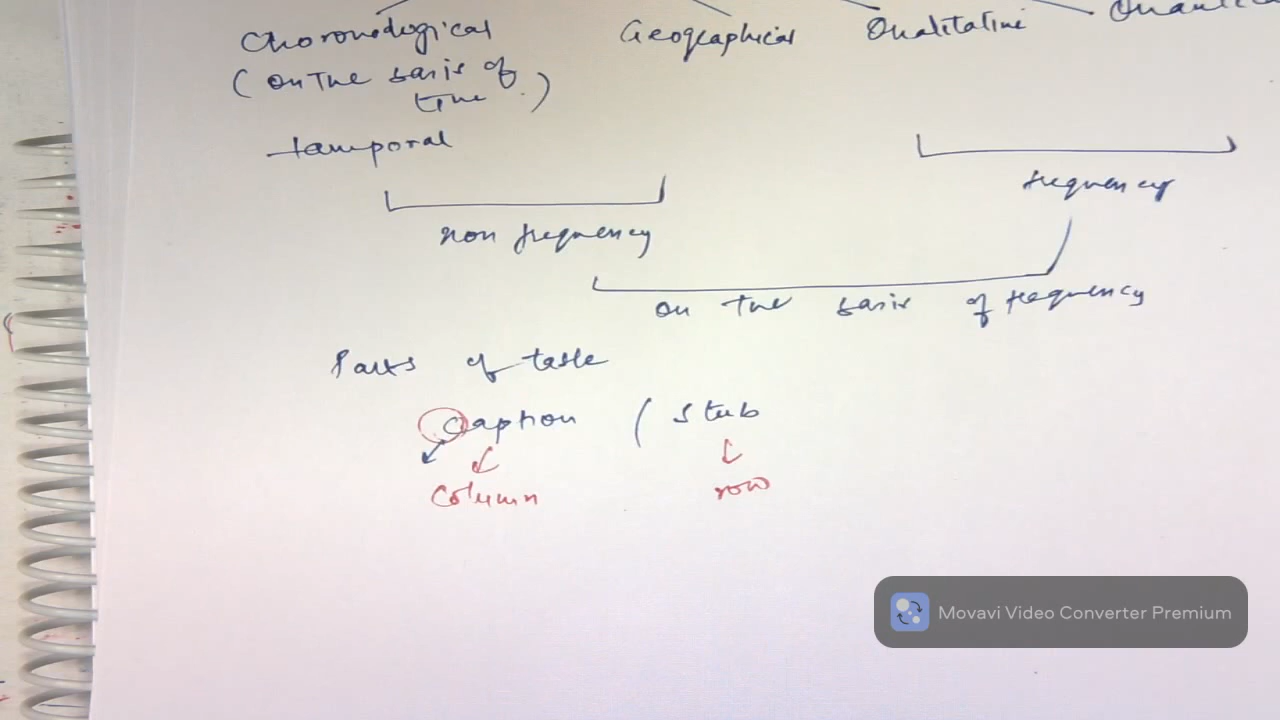 Choronological Geographical Qualitative
(On The basis of time.)
tamporal
frequency
non frequency
on the basis of frequency
Parts of table
Caption ( Stub
Column row
Movavi Video Converter Premium